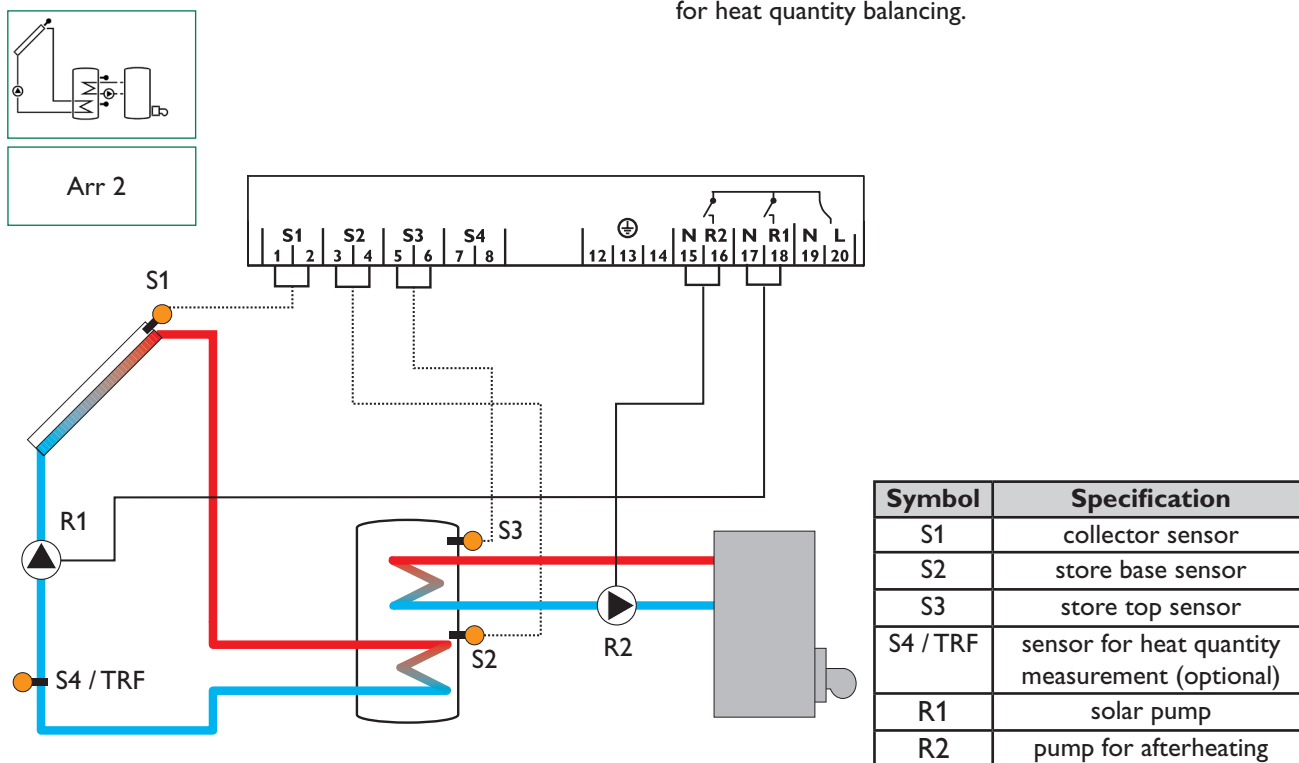 for heat quantity balancing.
Arr 2
S1 S2 S3 S4 N R2 N R1 N L
1 2 3 4 5 6 7 8 12 13 14 15 16 17 18 19 20
S1
R1
S3
S2
R2
S4 / TRF
Symbol Specification
S1 collector sensor
S2 store base sensor
S3 store top sensor
S4 / TRF sensor for heat quantity
measurement (optional)
R1 solar pump
R2 pump for afterheating